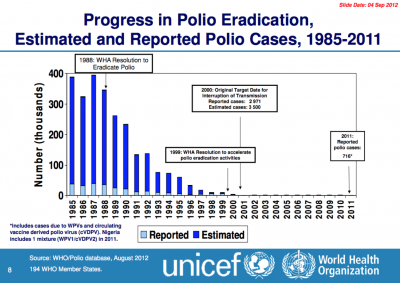 Slide Date: 04 Sep 2012
Progress in Polio Eradication,
Estimated and Reported Polio Cases, 1985-2011
1988: WHA Resolution to
Eradicate Polio
2000: Original Target Data for
Interruption of Transmission
Reported cases: 2 971
Estimated cases: 3 500
1999: WHA Resolution to accelerate
polio eradication activities
2011:
Reported
polio cases:
716*
Number (thousands)
400
350
300
250
200
150
100
50
0
1985
1986
1987
1988
1989
1990
1991
1992
1993
1994
1995
1996
1997
1998
1999
2000
2001
2002
2003
2004
2005
2006
2007
2008
2009
2010
2011
*Includes cases due to WPVs and circulating
vaccine derived polio virus (cVDPV). Nigeria
includes 1 mixture (WPV1/cVDPV2) in 2011.
Reported
Estimated
Source: WHO/Polio database, August 2012
194 WHO Member States.
8
unicef
World Health
Organization